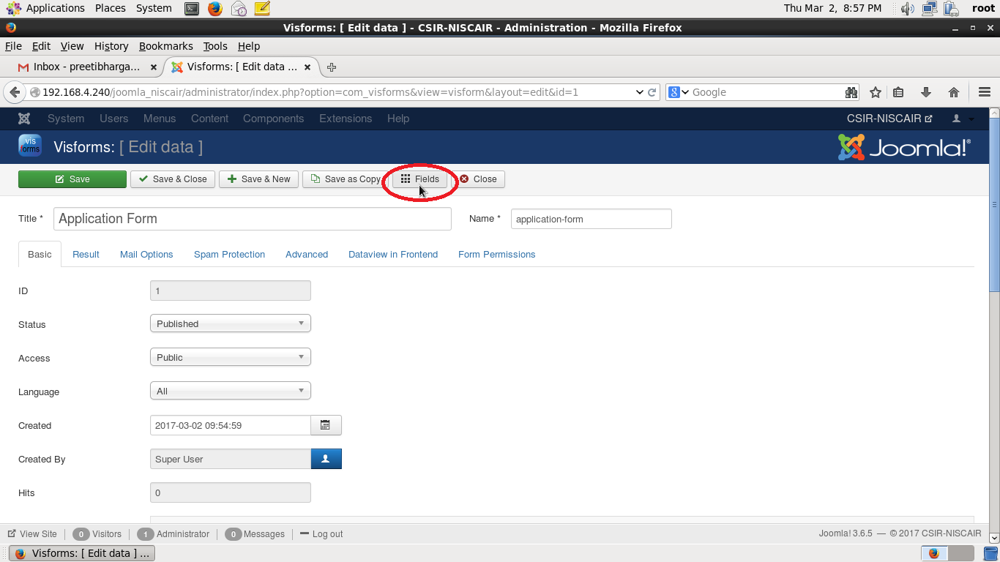 Applications Places System Thu Mar 2, 8:57 PM root
Visforms: [ Edit data ] - CSIR-NISCAIR - Administration - Mozilla Firefox
File Edit View History Bookmarks Tools Help
Inbox - preetibharga... Visforms: [ Edit data ...
192.168.4.240/joomla_niscair/administrator/index.php?option=com_visforms&view=visform&layout=edit&id=1 Google
System Users Menus Content Components Extensions Help CSIR-NISCAIR
vis forms Visforms: [ Edit data ] Joomla!®
Save Save & Close Save & New Save as Copy Fields Close
Title * Application Form Name * application-form
Basic Result Mail Options Spam Protection Advanced Dataview in Frontend Form Permissions
ID 1
Status Published
Access Public
Language All
Created 2017-03-02 09:54:59
Created By Super User
Hits 0
View Site 0 Visitors 1 Administrator 0 Messages Log out Joomla! 3.6.5 — © 2017 CSIR-NISCAIR
Visforms: [ Edit data ] ...